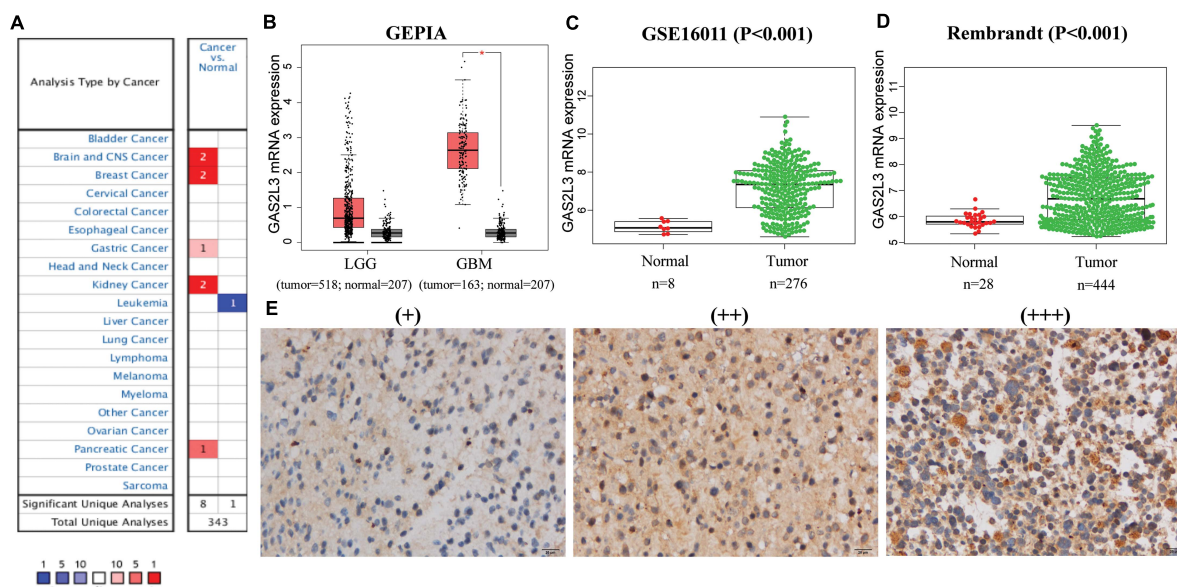 A
Analysis Type by Cancer
Cancer
vs.
Normal
Bladder Cancer
Brain and CNS Cancer 2
Breast Cancer 2
Cervical Cancer
Colorectal Cancer
Esophageal Cancer
Gastric Cancer 1
Head and Neck Cancer
Kidney Cancer 2
Leukemia 1
Liver Cancer
Lung Cancer
Lymphoma
Melanoma
Myeloma
Other Cancer
Ovarian Cancer
Pancreatic Cancer 1
Prostate Cancer
Sarcoma
Significant Unique Analyses 8 1
Total Unique Analyses 343
1 5 10 10 5 1
B
GEPIA
GAS2L3 mRNA expression
5
4
3
2
1
0
*
LGG GBM
(tumor=518; normal=207) (tumor=163; normal=207)
C
GSE16011 (P<0.001)
GAS2L3 mRNA expression
12
10
8
6
Normal Tumor
n=8 n=276
D
Rembrandt (P<0.001)
GAS2L3 mRNA expression
13
11
9
8
7
6
5
Normal Tumor
n=28 n=444
E
(+) (++) (+++)